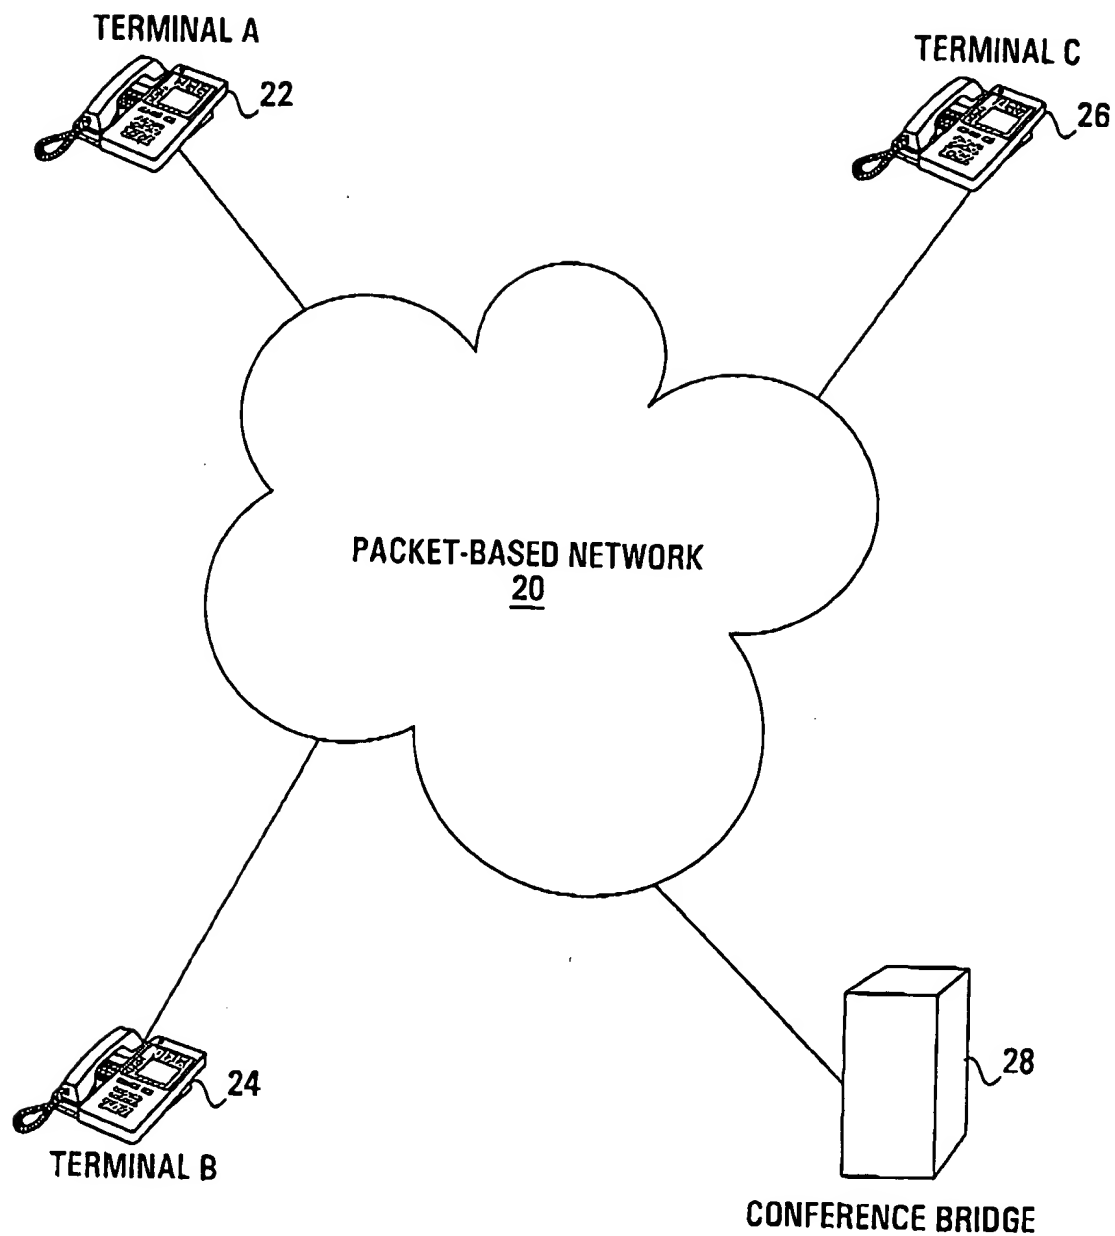 TERMINAL A
22
TERMINAL C
26
PACKET-BASED NETWORK
20
24
TERMINAL B
28
CONFERENCE BRIDGE